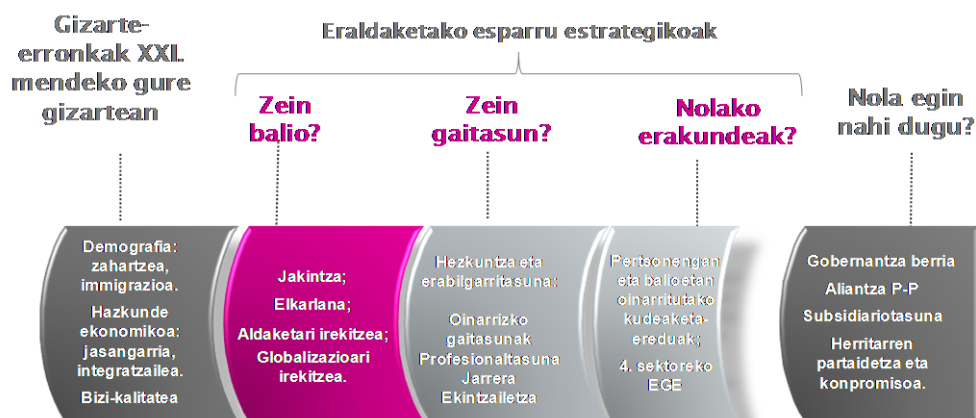 Gizarte-
erronkak XXI.
mendeko gure
gizartean
Eraldaketako esparru estrategikoak
Zein
balio?
Zein
gaitasun?
Nolako
erakundeak?
Nola egin
nahi dugu?
Demografia:
zahartzea,
immigrazioa.
Hazkunde
ekonomikoa:
jasangarria,
integratzailea.
Bizi-kalitatea
Jakintza;
Elkarlana;
Aldaketari irekitzea;
Globalizazioari
irekitzea.
Hezkuntza eta
erabilgarritasuna:
Oinarrizko
gaitasunak
Profesionaltasuna
Jarrera
Ekintzailetza
Pertsonengan
eta balioetan
oinarritutako
kudeaketa-
ereduak;
4. sektoreko
EGE
Gobernantza berria
Aliantza P-P
Subsidiariotasuna
Herritarren
partaidetza eta
konpromisoa.